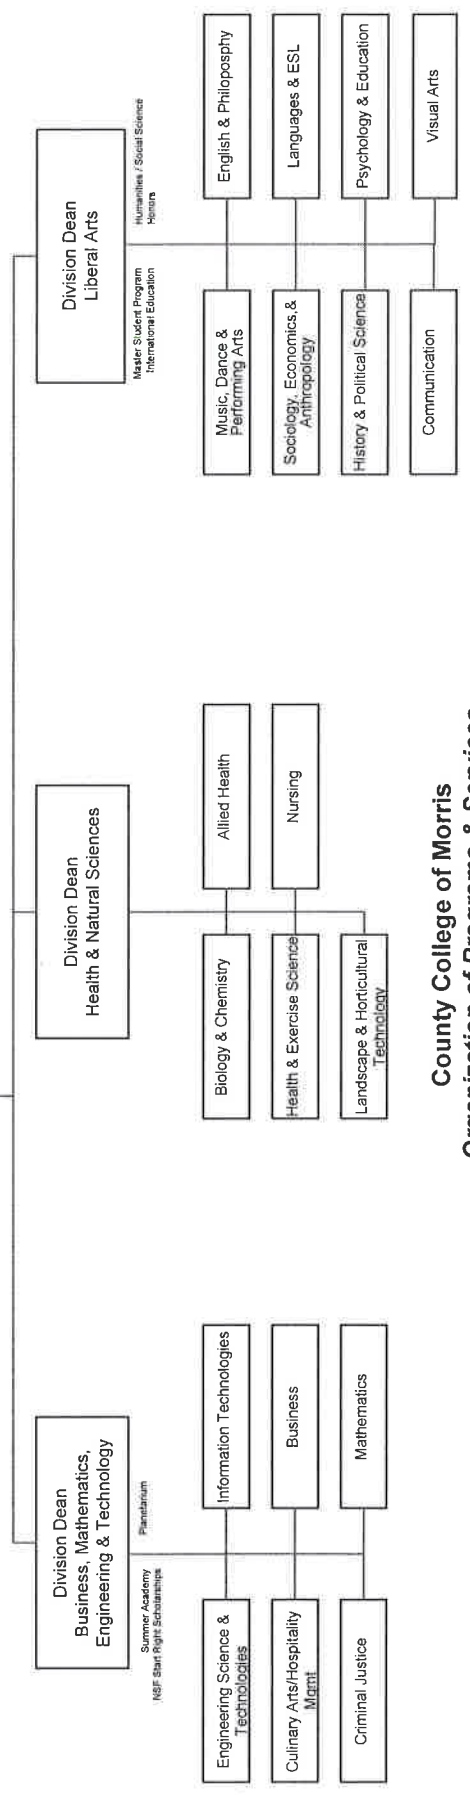 Division Dean
Business, Mathematics,
Engineering & Technology
Summer Academy
NSF Start Right Scholarships
Planetarium
Engineering Science &
Technologies
Information Technologies
Culinary Arts/Hospitality
Mgmt
Business
Criminal Justice
Mathematics
Division Dean
Health & Natural Sciences
Biology & Chemistry
Allied Health
Health & Exercise Science
Nursing
Landscape & Horticultural
Technology
Division Dean
Liberal Arts
Master Student Program
International Education
Humanities / Social Science
Honors
Music, Dance &
Performing Arts
English & Philoposphy
Sociology, Economics,&
Anthropology
Languages & ESL
History & Political Science
Psychology & Education
Communication
Visual Arts
County College of Morris
Organization of Programs & Services